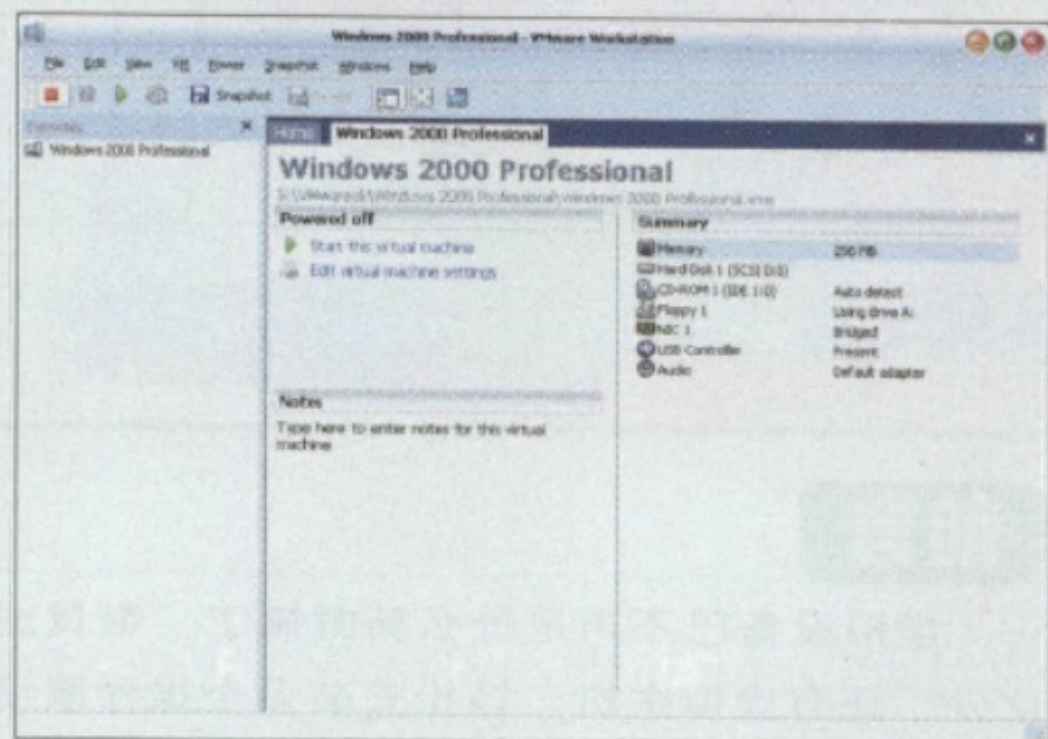 Windows 2000 Professional - VMware Workstation
File Edit View VM Power Snapshot Windows Help
Snapshot
Favorites
Windows 2000 Professional
Home
Windows 2000 Professional
Windows 2000 Professional
Powered off
Start this virtual machine
Edit virtual machine settings
Notes
Type here to enter notes for this virtual
machine
Summary
Memory 256 MB
Hard Disk 1 (SCSI 0:0)
CD-ROM 1 (IDE 1:0) Auto detect
Floppy 1 Using drive A:
NIC 1 Bridged
USB Controller Present
Audio Default adapter